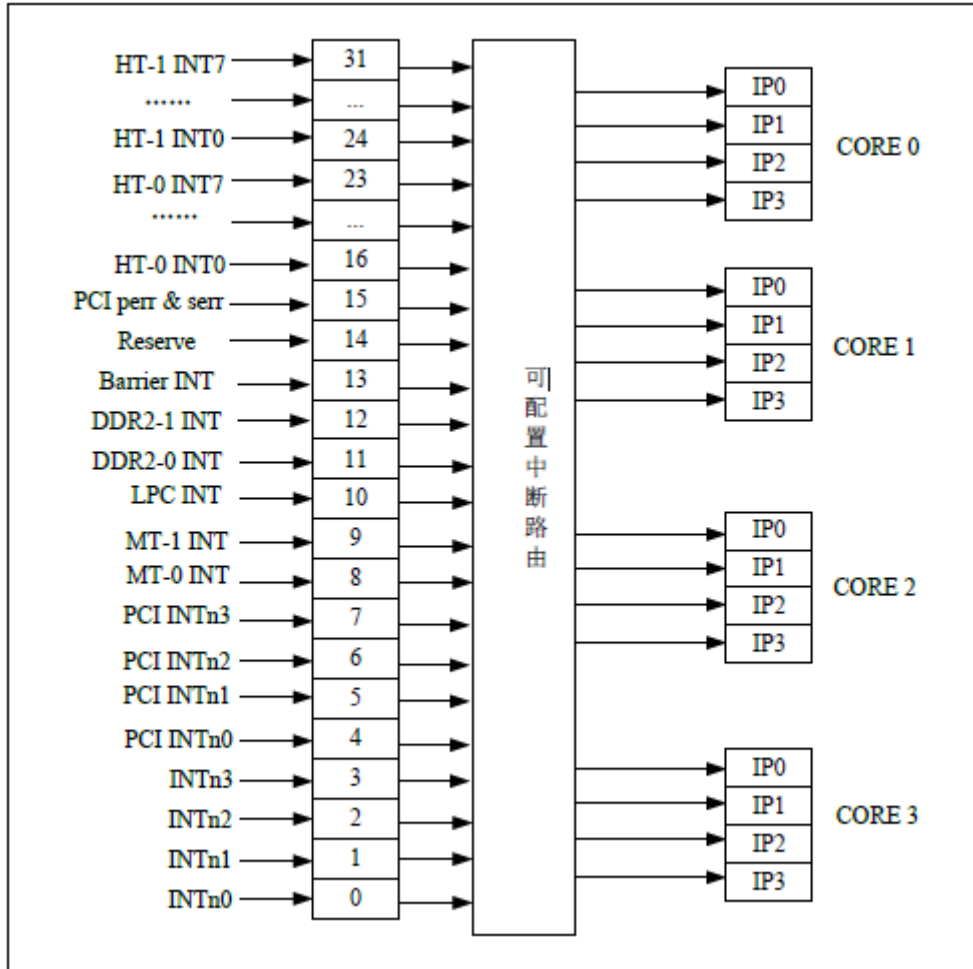 HT-1 INT7
31
......
...
HT-1 INT0
24
HT-0 INT7
23
......
...
HT-0 INT0
16
PCI perr & serr
15
Reserve
14
Barrier INT
13
DDR2-1 INT
12
DDR2-0 INT
11
LPC INT
10
MT-1 INT
9
MT-0 INT
8
PCI INTn3
7
PCI INTn2
6
PCI INTn1
5
PCI INTn0
4
INTn3
3
INTn2
2
INTn1
1
INTn0
0
可配置中断路由
IP0
IP1
IP2
IP3
CORE 0
IP0
IP1
IP2
IP3
CORE 1
IP0
IP1
IP2
IP3
CORE 2
IP0
IP1
IP2
IP3
CORE 3